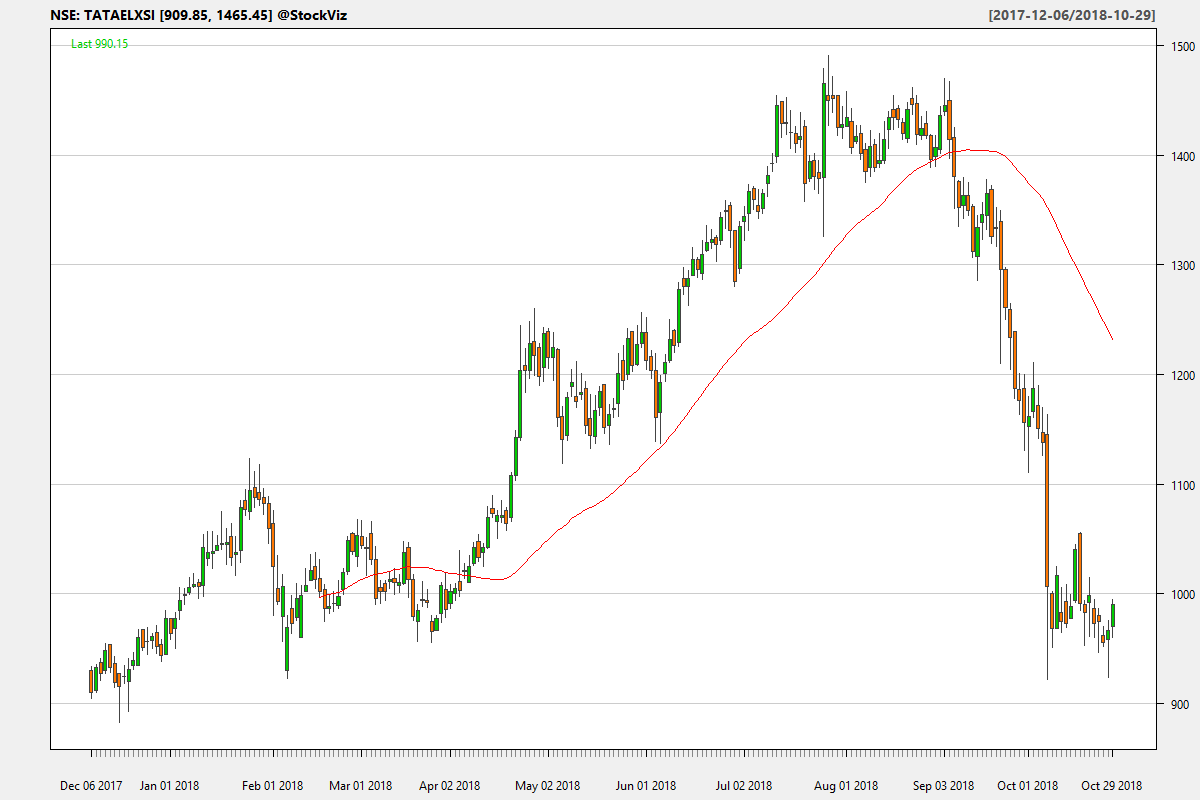 NSE: TATAELXSI [909.85, 1465.45] @StockViz
[2017-12-06/2018-10-29]
Last 990.15
1500
1400
1300
1200
1100
1000
900
Dec 06 2017 Jan 01 2018 Feb 01 2018 Mar 01 2018 Apr 02 2018 May 02 2018 Jun 01 2018 Jul 02 2018 Aug 01 2018 Sep 03 2018 Oct 01 2018 Oct 29 2018